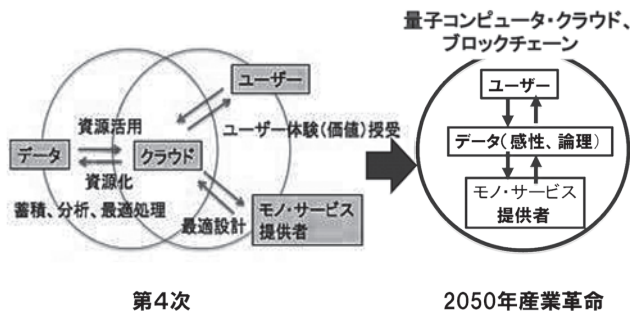 量子コンピュータ・クラウド、
ブロックチェーン
ユーザー
資源活用
ユーザー体験(価値)授受
データ
クラウド
資源化
蓄積、分析、最適処理
最適設計
モノ・サービス
提供者
ユーザー
データ(感性、論理)
モノ・サービス
提供者
第4次
2050年産業革命